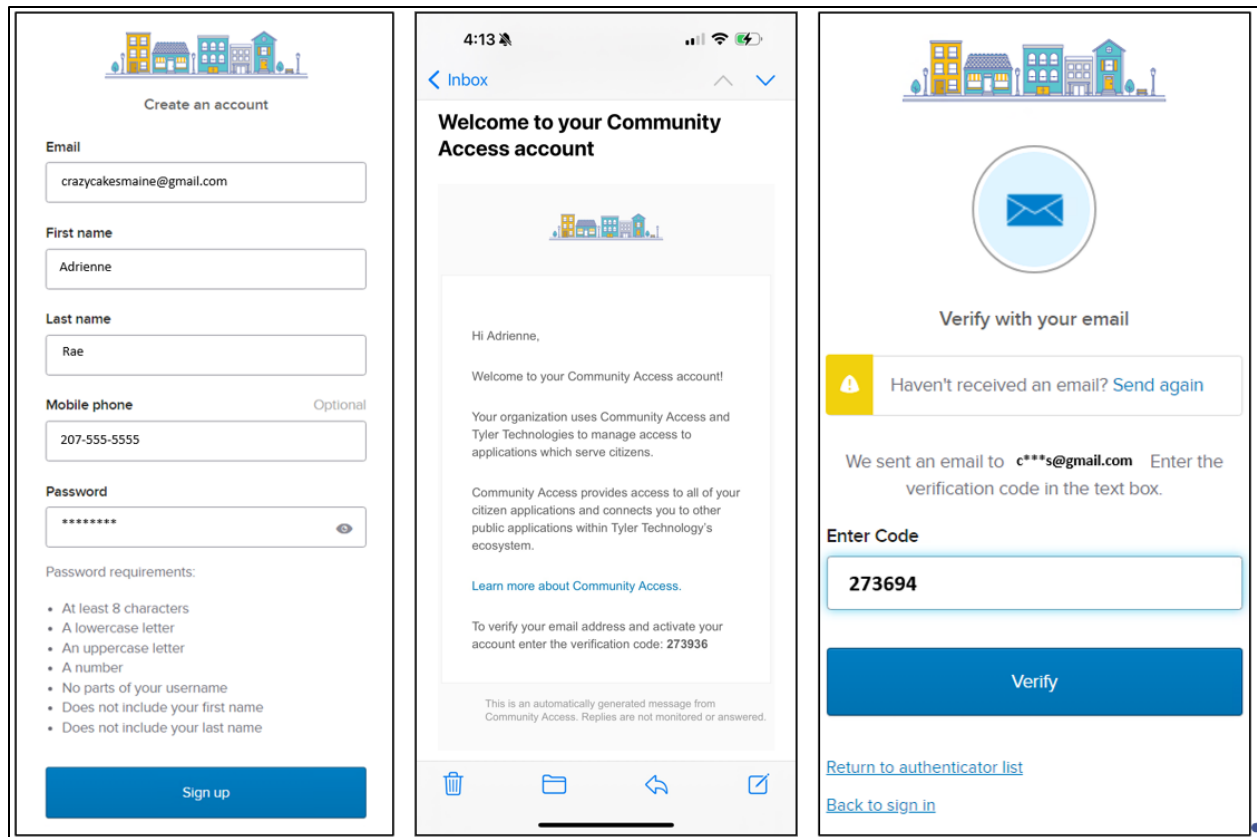 Create an account
Email
crazycakesmaine@gmail.com
First name
Adrienne
Last name
Rae
Mobile phone Optional
207-555-5555
Password
********
Password requirements:
• At least 8 characters
• A lowercase letter
• An uppercase letter
• A number
• No parts of your username
• Does not include your first name
• Does not include your last name
Sign up
4:13
Inbox
Welcome to your Community
Access account
Hi Adrienne,
Welcome to your Community Access account!
Your organization uses Community Access and
Tyler Technologies to manage access to
applications which serve citizens.
Community Access provides access to all of your
citizen applications and connects you to other
public applications within Tyler Technology's
ecosystem.
Learn more about Community Access.
To verify your email address and activate your
account enter the verification code: 273936
This is an automatically generated message from
Community Access. Replies are not monitored or answered.
Verify with your email
Haven't received an email? Send again
We sent an email to c***s@gmail.com Enter the
verification code in the text box.
Enter Code
273694
Verify
Return to authenticator list
Back to sign in